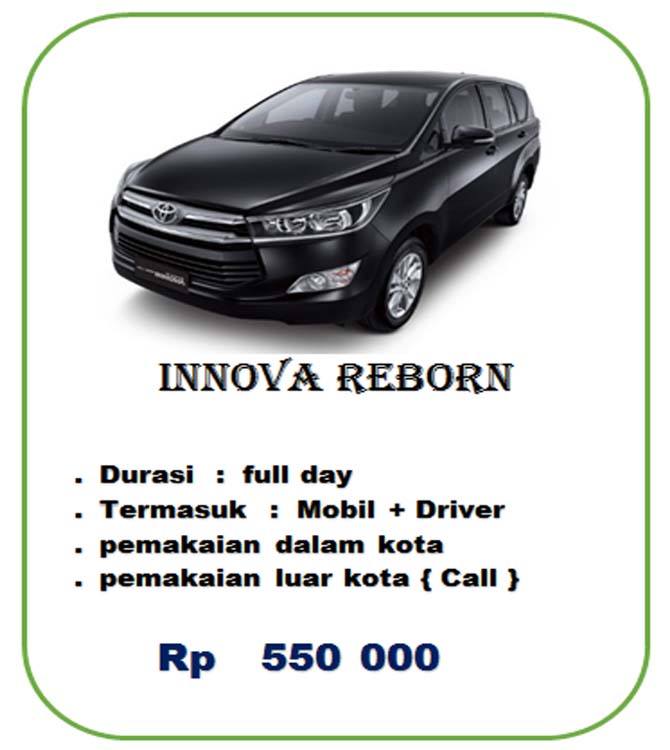 INNOVA REBORN
. Durasi : full day
. Termasuk : Mobil + Driver
. pemakaian dalam kota
. pemakaian luar kota { Call }
Rp 550 000